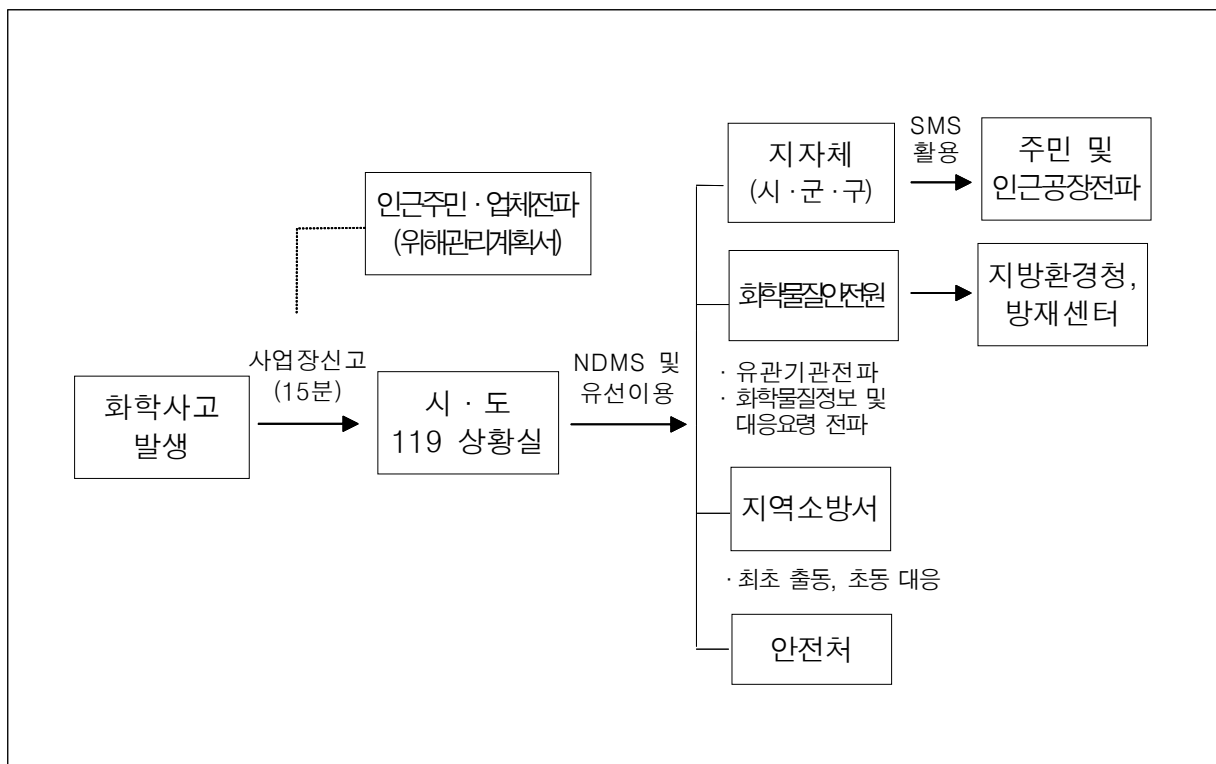 인근주민 · 업체전파
(위해관리계획서)
화학사고
발생
사업장신고
(15분)
시 · 도
119 상황실
NDMS 및
유선이용
지자체
(시 · 군 · 구)
SMS
활용
주민 및
인근공장전파
화학물질안전원
지방환경청,
방재센터
· 유관기관전파
· 화학물질정보 및
대응요령 전파
지역소방서
· 최초 출동, 초동 대응
안전처